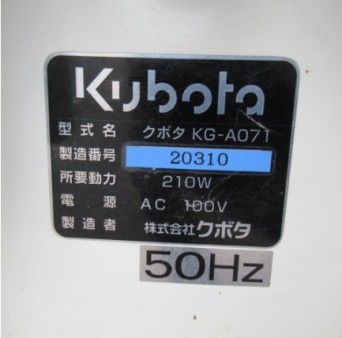 Kubota
型式名 クボタ KG-A071
製造番号 20310
所要動力 210W
電源 AC 100V
製造者 株式会社クボタ
50Hz